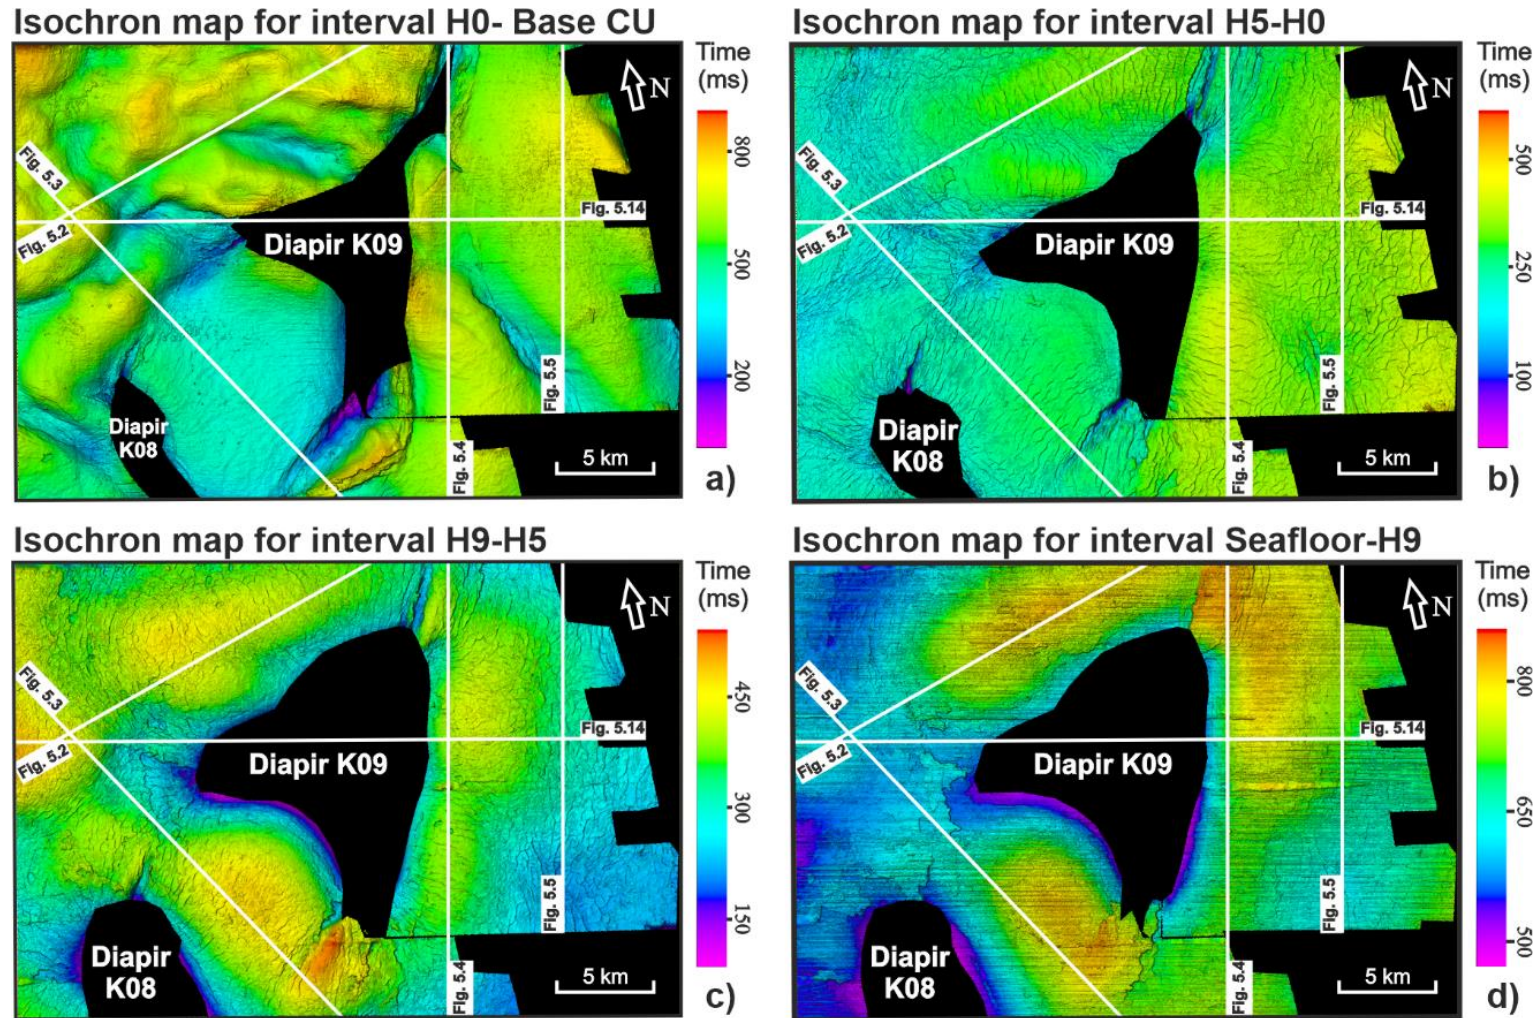 Isochron map for interval H0- Base CU
Time
(ms)
N
800
500
200
Fig. 5.3
Fig. 5.2
Fig. 5.14
Fig. 5.5
Fig. 5.4
Diapir K09
Diapir
K08
5 km
a)
Isochron map for interval H5-H0
Time
(ms)
N
500
250
100
Fig. 5.3
Fig. 5.2
Fig. 5.14
Fig. 5.5
Fig. 5.4
Diapir K09
Diapir
K08
5 km
b)
Isochron map for interval H9-H5
Time
(ms)
N
450
300
150
Fig. 5.3
Fig. 5.2
Fig. 5.14
Fig. 5.5
Fig. 5.4
Diapir K09
Diapir
K08
5 km
c)
Isochron map for interval Seafloor-H9
Time
(ms)
N
800
650
500
Fig. 5.3
Fig. 5.2
Fig. 5.14
Fig. 5.5
Fig. 5.4
Diapir K09
Diapir
K08
5 km
d)